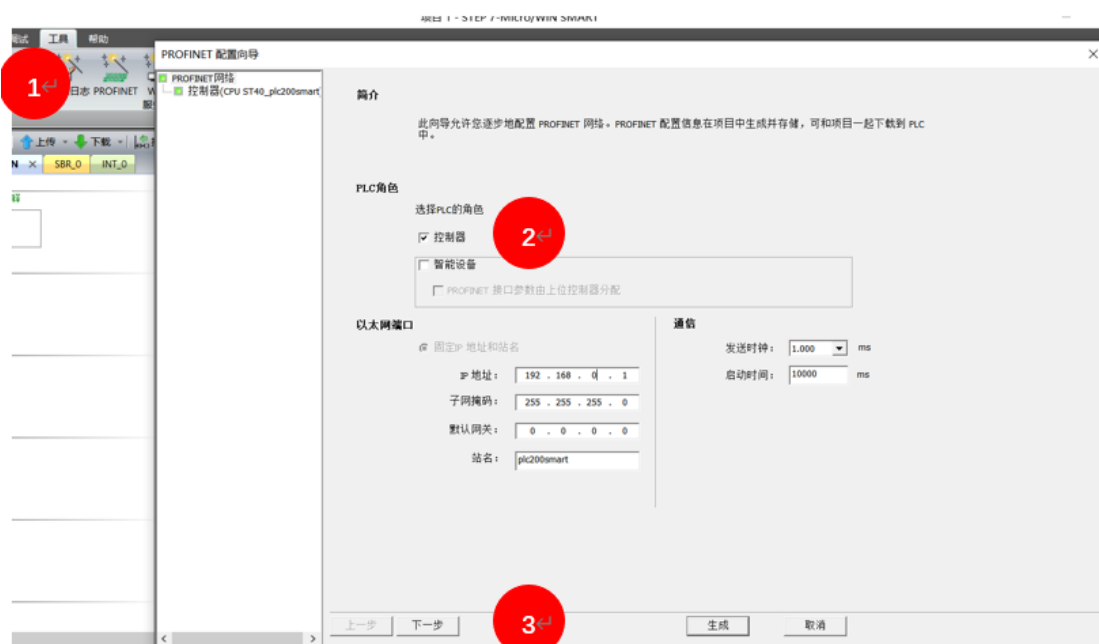 项目 1 - STEP 7-Micro/WIN SMART
调试 工具 帮助
PROFINET 配置向导
1
日志 PROFINET
PROFINET网络
控制器(CPU ST40_plc200smart
上传 下载
SBR_0 INT_0
简介
此向导允许您逐步地配置 PROFINET 网络。PROFINET 配置信息在项目中生成并存储，可和项目一起下载到 PLC
中。
PLC角色
选择PLC的角色
控制器
2
智能设备
PROFINET 接口参数由上位控制器分配
以太网端口
通信
固定IP 地址和站名
发送时钟： 1.000 ms
IP 地址： 192 . 168 . 0 . 1
启动时间： 10000 ms
子网掩码： 255 . 255 . 255 . 0
默认网关： 0 . 0 . 0 . 0
站名： plc200smart
上一步 下一步 3 生成 取消